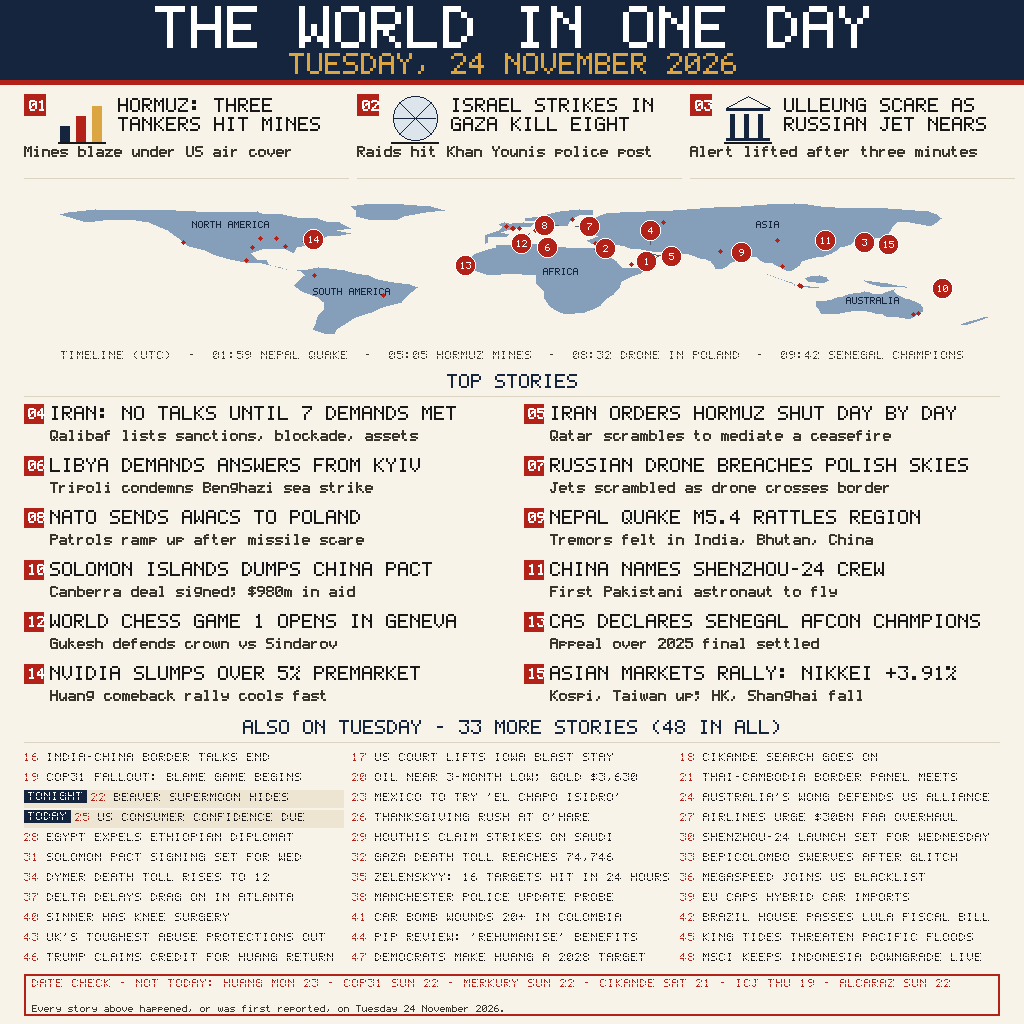 THE WORLD IN ONE DAY
TUESDAY, 24 NOVEMBER 2026
01 HORMUZ: THREE
TANKERS HIT MINES
Mines blaze under US air cover
02 ISRAEL STRIKES IN
GAZA KILL EIGHT
Raids hit Khan Younis police post
03 ULLEUNG SCARE AS
RUSSIAN JET NEARS
Alert lifted after three minutes
NORTH AMERICA
ASIA
AFRICA
SOUTH AMERICA
AUSTRALIA
14
8
7
4
12
6
2
13
1
5
9
11
3
15
10
TIMELINE (UTC) - 01:59 NEPAL QUAKE - 05:05 HORMUZ MINES - 08:32 DRONE IN POLAND - 09:42 SENEGAL CHAMPIONS
TOP STORIES
04 IRAN: NO TALKS UNTIL 7 DEMANDS MET
Qalibaf lists sanctions, blockade, assets
05 IRAN ORDERS HORMUZ SHUT DAY BY DAY
Qatar scrambles to mediate a ceasefire
06 LIBYA DEMANDS ANSWERS FROM KYIV
Tripoli condemns Benghazi sea strike
07 RUSSIAN DRONE BREACHES POLISH SKIES
Jets scrambled as drone crosses border
08 NATO SENDS AWACS TO POLAND
Patrols ramp up after missile scare
09 NEPAL QUAKE M5.4 RATTLES REGION
Tremors felt in India, Bhutan, China
10 SOLOMON ISLANDS DUMPS CHINA PACT
Canberra deal signed; $980m in aid
11 CHINA NAMES SHENZHOU-24 CREW
First Pakistani astronaut to fly
12 WORLD CHESS GAME 1 OPENS IN GENEVA
Gukesh defends crown vs Sindarov
13 CAS DECLARES SENEGAL AFCON CHAMPIONS
Appeal over 2025 final settled
14 NVIDIA SLUMPS OVER 5% PREMARKET
Huang comeback rally cools fast
15 ASIAN MARKETS RALLY: NIKKEI +3.91%
Kospi, Taiwan up; HK, Shanghai fall
ALSO ON TUESDAY - 33 MORE STORIES (48 IN ALL)
16 INDIA-CHINA BORDER TALKS END
17 US COURT LIFTS IOWA BLAST STAY
18 CIKANDE SEARCH GOES ON
19 COP31 FALLOUT: BLAME GAME BEGINS
20 OIL NEAR 3-MONTH LOW; GOLD $3,630
21 THAI-CAMBODIA BORDER PANEL MEETS
TONIGHT 22 BEAVER SUPERMOON HIDES
23 MEXICO TO TRY 'EL CHAPO ISIDRO'
24 AUSTRALIA'S WONG DEFENDS US ALLIANCE
TODAY 25 US CONSUMER CONFIDENCE DUE
26 THANKSGIVING RUSH AT O'HARE
27 AIRLINES URGE $30BN FAA OVERHAUL
28 EGYPT EXPELS ETHIOPIAN DIPLOMAT
29 HOUTHIS CLAIM STRIKES ON SAUDI
30 SHENZHOU-24 LAUNCH SET FOR WEDNESDAY
31 SOLOMON PACT SIGNING SET FOR WED
32 GAZA DEATH TOLL REACHES 74,746
33 BEPICOLOMBO SWERVES AFTER GLITCH
34 DYMER DEATH TOLL RISES TO 12
35 ZELENSKYY: 16 TARGETS HIT IN 24 HOURS
36 MEGASPEED JOINS US BLACKLIST
37 DELTA DELAYS DRAG ON IN ATLANTA
38 MANCHESTER POLICE UPDATE PROBE
39 EU CAPS HYBRID CAR IMPORTS
40 SINNER HAS KNEE SURGERY
41 CAR BOMB WOUNDS 20+ IN COLOMBIA
42 BRAZIL HOUSE PASSES LULA FISCAL BILL
43 UK'S TOUGHEST ABUSE PROTECTIONS OUT
44 PIP REVIEW: 'REHUMANISE' BENEFITS
45 KING TIDES THREATEN PACIFIC FLOODS
46 TRUMP CLAIMS CREDIT FOR HUANG RETURN
47 DEMOCRATS MAKE HUANG A 2028 TARGET
48 MSCI KEEPS INDONESIA DOWNGRADE LIVE
DATE CHECK - NOT TODAY: HUANG MON 23 - COP31 SUN 22 - MERKURY SUN 22 - CIKANDE SAT 21 - ICJ THU 19 - ALCARAZ SUN 22
Every story above happened, or was first reported, on Tuesday 24 November 2026.